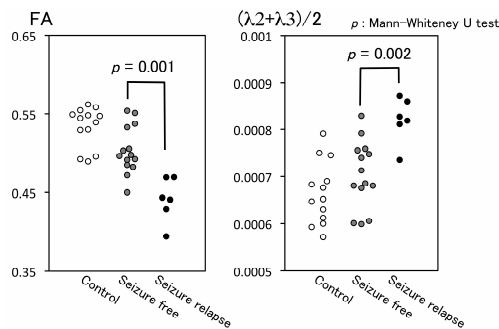 FA
(λ2+λ3)/2
p : Mann-Whiteney U test
0.65
0.55
0.45
0.35
p = 0.001
Control
Seizure free
Seizure relapse
0.001
0.0009
0.0008
0.0007
0.0006
0.0005
p = 0.002
Control
Seizure free
Seizure relapse